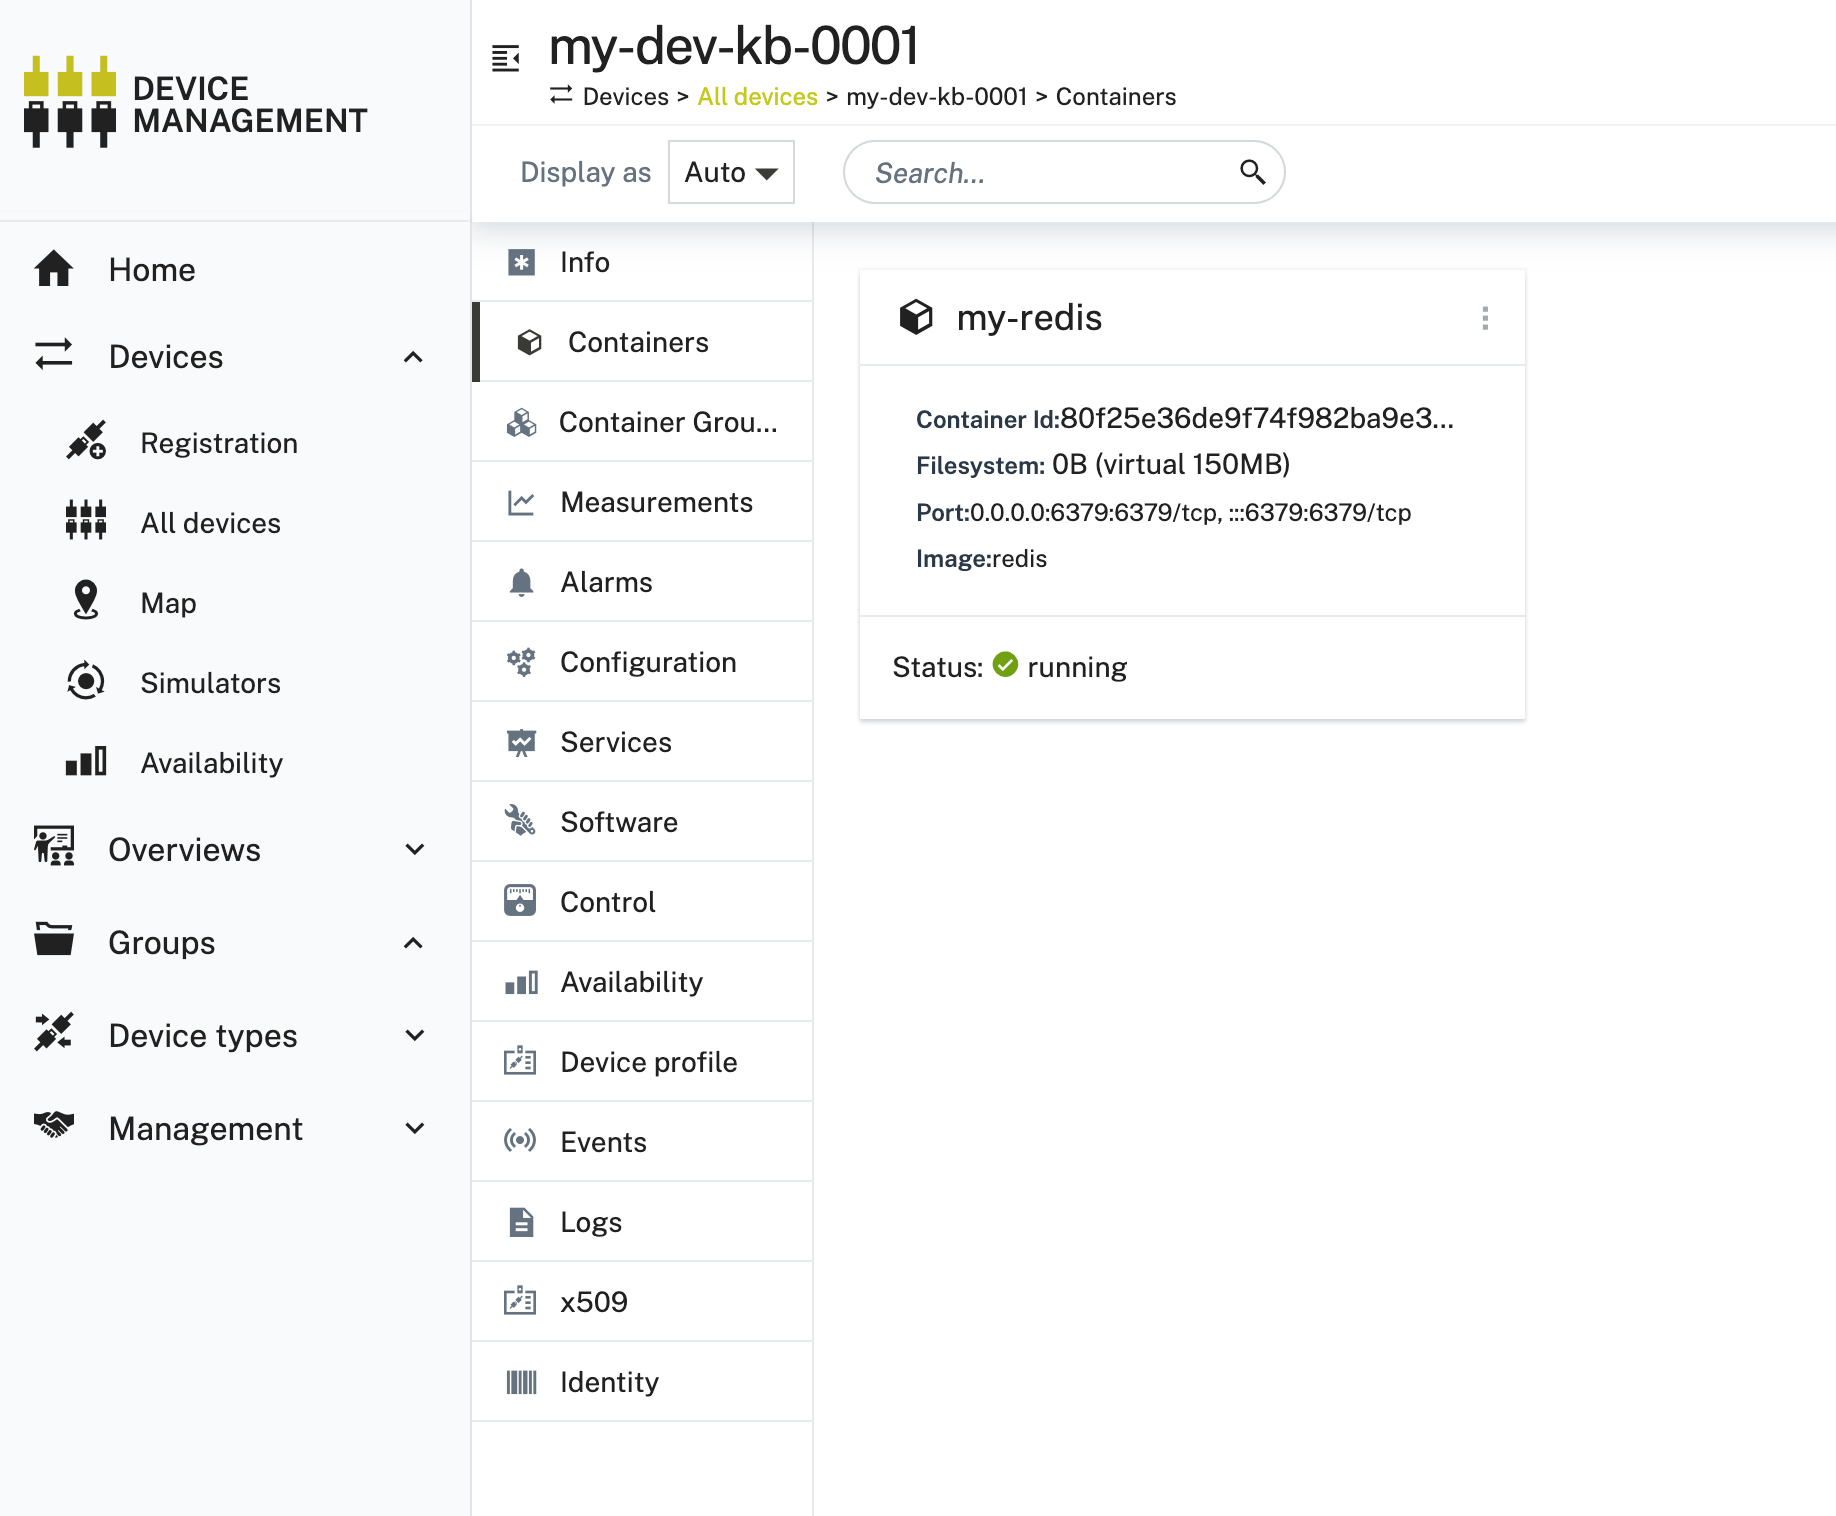 DEVICE
MANAGEMENT
Home
Devices
Registration
All devices
Map
Simulators
Availability
Overviews
Groups
Device types
Management
my-dev-kb-0001
Devices > All devices > my-dev-kb-0001 > Containers
Display as Auto Search...
Info
Containers
Container Grou...
Measurements
Alarms
Configuration
Services
Software
Control
Availability
Device profile
Events
Logs
x509
Identity
my-redis
Container Id:80f25e36de9f74f982ba9e3...
Filesystem: 0B (virtual 150MB)
Port:0.0.0.0:6379:6379/tcp, :::6379:6379/tcp
Image:redis
Status: running